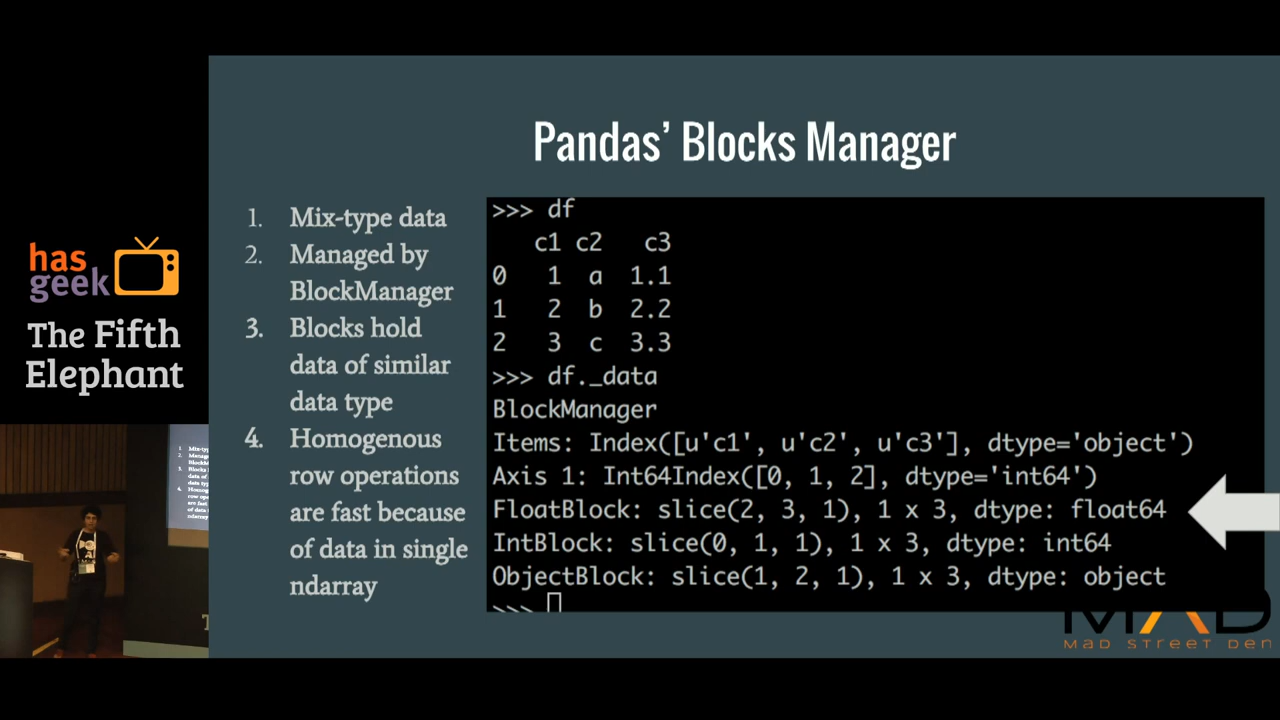 Pandas' Blocks Manager
1. Mix-type data
2. Managed by
BlockManager
3. Blocks hold
data of similar
data type
4. Homogenous
row operations
are fast because
of data in single
ndarray
>>> df
c1 c2 c3
0 1 a 1.1
1 2 b 2.2
2 3 c 3.3
>>> df._data
BlockManager
Items: Index([u'c1', u'c2', u'c3'], dtype='object')
Axis 1: Int64Index([0, 1, 2], dtype='int64')
FloatBlock: slice(2, 3, 1), 1 x 3, dtype: float64
IntBlock: slice(0, 1, 1), 1 x 3, dtype: int64
ObjectBlock: slice(1, 2, 1), 1 x 3, dtype: object
>>>
has
geek
The Fifth
Elephant
MAD
MAD STREET DEN